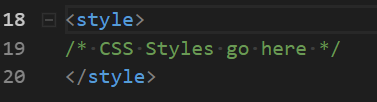 18 <style>
19 /* CSS Styles go here */
20 </style>